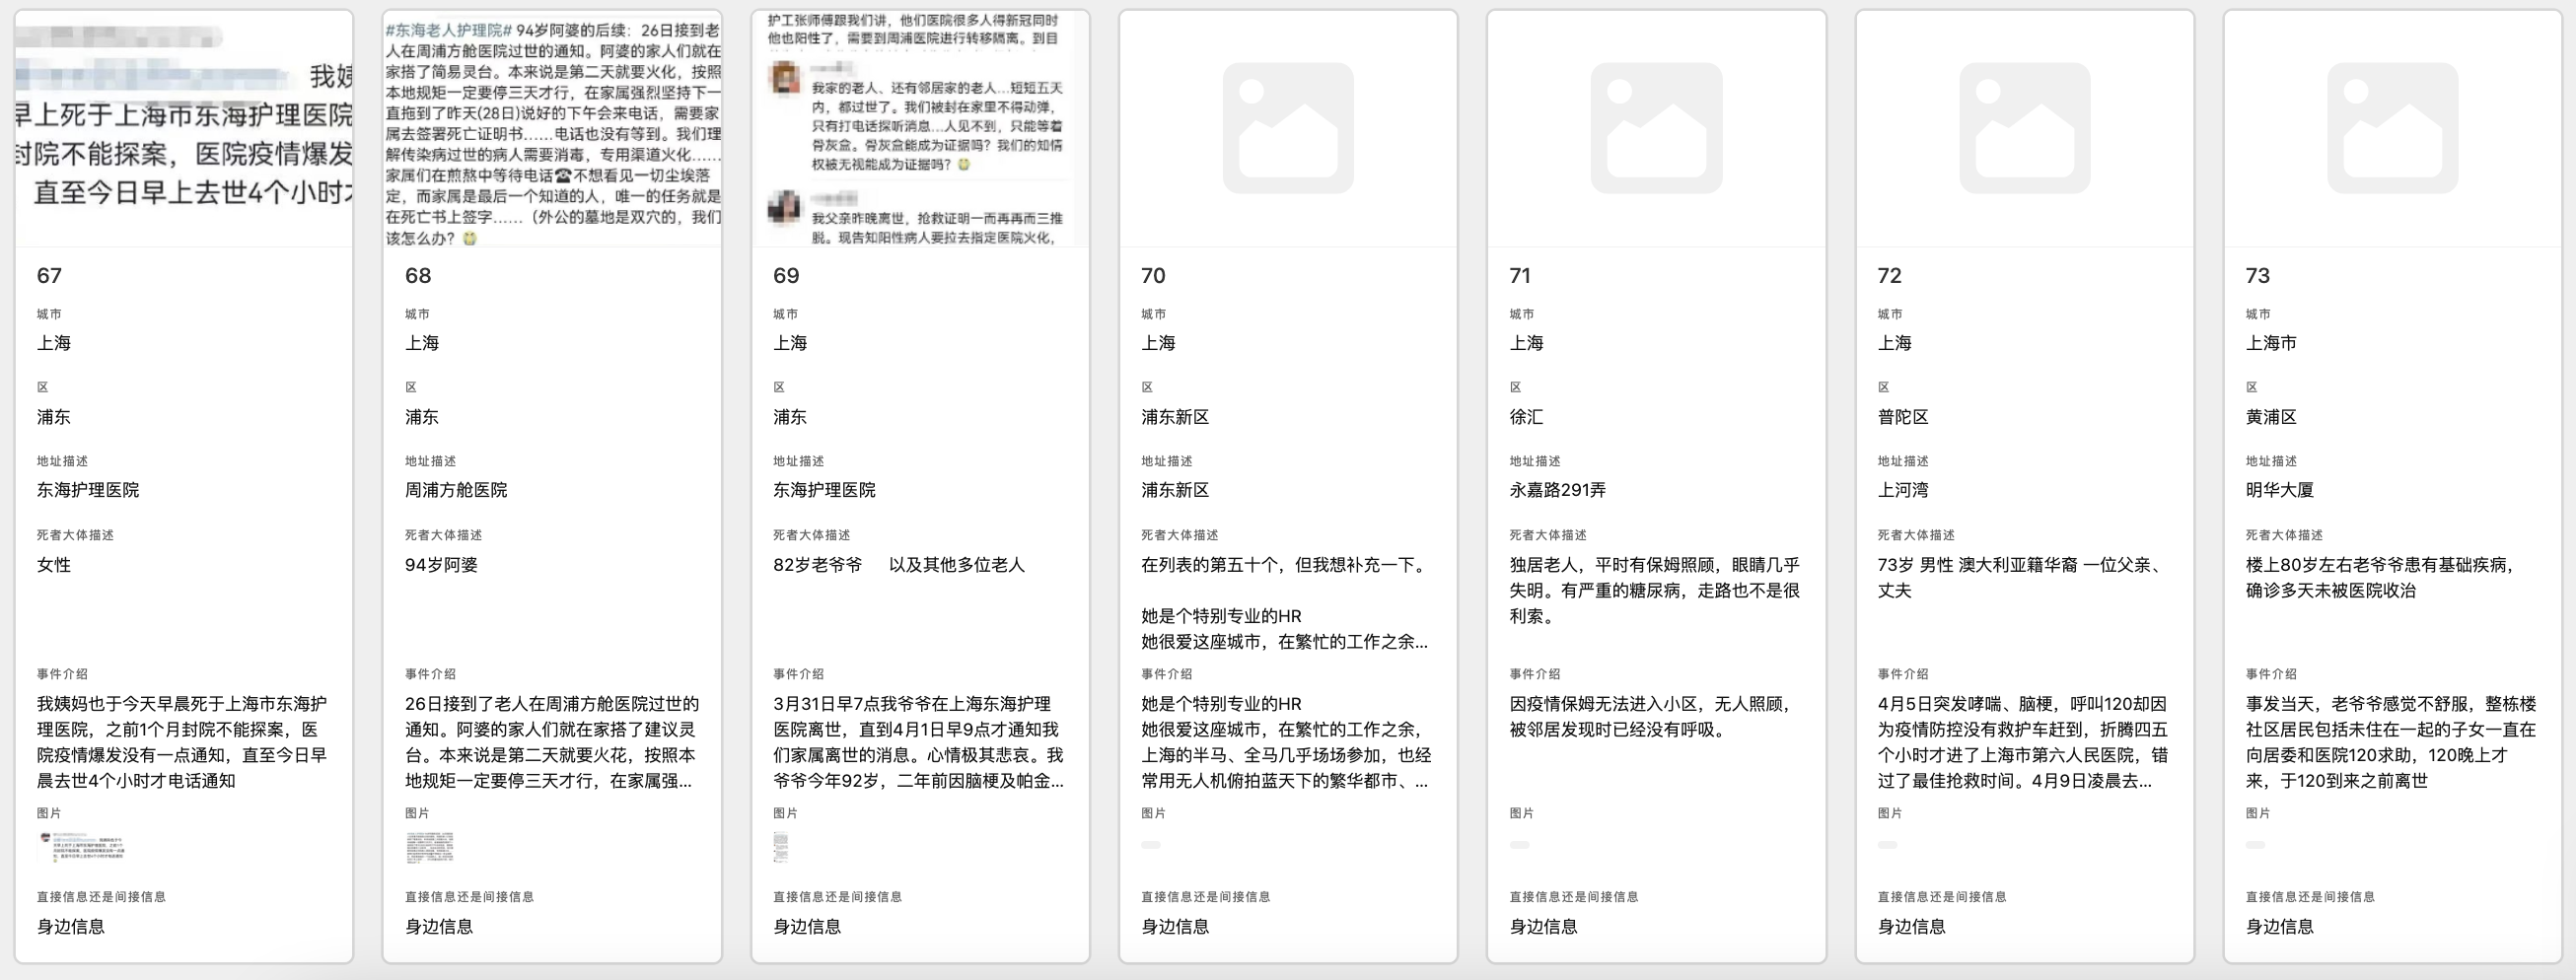 我姨
早上死于上海市东海护理医院
封院不能探案，医院疫情爆发
直至今日早上去世4个小时才
67
城市
上海
区
浦东
地址描述
东海护理医院
死者大体描述
女性
事件介绍
我姨妈也于今天早晨死于上海市东海护
理医院，之前1个月封院不能探案，医
院疫情爆发没有一点通知，直至今日早
晨去世4个小时才电话通知
图片
直接信息还是间接信息
身边信息
#东海老人护理院# 94岁阿婆的后续：26日接到老
人在周浦方舱医院过世的通知。阿婆的家人们就在
家搭了简易灵台。本来说是第二天就要火化，按照
本地规矩一定要停三天才行，在家属强烈坚持下一
直拖到了昨天(28日)说好的下午会来电话，需要家
属去签署死亡证明书……电话也没有等到。我们理
解传染病过世的病人需要消毒，专用渠道火化……
家属们在煎熬中等待电话☎不想看见一切尘埃落
定，而家属是最后一个知道的人，唯一的任务就是
在死亡书上签字……（外公的墓地是双穴的，我们
该怎么办？
68
城市
上海
区
浦东
地址描述
周浦方舱医院
死者大体描述
94岁阿婆
事件介绍
26日接到了老人在周浦方舱医院过世的
通知。阿婆的家人们就在家搭了建议灵
台。本来说是第二天就要火花，按照本
地规矩一定要停三天才行，在家属强...
图片
直接信息还是间接信息
身边信息
护工张师傅跟我们讲，他们医院很多人得新冠同时
他也阳性了，需要到周浦医院进行转移隔离。到目
我家的老人、还有邻居家的老人…短短五天
内，都过世了。我们被封在家里不得动弹，
只有打电话探听消息…人见不到，只能等着
骨灰盒。骨灰盒能成为证据吗？我们的知情
权被无视能成为证据吗？
我父亲昨晚离世，抢救证明一而再再而三推
脱。现告知阳性病人要拉去指定医院火化，
69
城市
上海
区
浦东
地址描述
东海护理医院
死者大体描述
82岁老爷爷 以及其他多位老人
事件介绍
3月31日早7点我爷爷在上海东海护理
医院离世，直到4月1日早9点才通知我
们家属离世的消息。心情极其悲哀。我
爷爷今年92岁，二年前因脑梗及帕金...
图片
直接信息还是间接信息
身边信息
70
城市
上海
区
浦东新区
地址描述
浦东新区
死者大体描述
在列表的第五十个，但我想补充一下。
她是个特别专业的HR
她很爱这座城市，在繁忙的工作之余...
事件介绍
她是个特别专业的HR
她很爱这座城市，在繁忙的工作之余，
上海的半马、全马几乎场场参加，也经
常用无人机俯拍蓝天下的繁华都市、...
图片
直接信息还是间接信息
身边信息
71
城市
上海
区
徐汇
地址描述
永嘉路291弄
死者大体描述
独居老人，平时有保姆照顾，眼睛几乎
失明。有严重的糖尿病，走路也不是很
利索。
事件介绍
因疫情保姆无法进入小区，无人照顾，
被邻居发现时已经没有呼吸。
图片
直接信息还是间接信息
身边信息
72
城市
上海
区
普陀区
地址描述
上河湾
死者大体描述
73岁 男性 澳大利亚籍华裔 一位父亲、
丈夫
事件介绍
4月5日突发哮喘、脑梗，呼叫120却因
为疫情防控没有救护车赶到，折腾四五
个小时才进了上海市第六人民医院，错
过了最佳抢救时间。4月9日凌晨去...
图片
直接信息还是间接信息
身边信息
73
城市
上海市
区
黄浦区
地址描述
明华大厦
死者大体描述
楼上80岁左右老爷爷患有基础疾病，
确诊多天未被医院收治
事件介绍
事发当天，老爷爷感觉不舒服，整栋楼
社区居民包括未住在一起的子女一直在
向居委和医院120求助，120晚上才
来，于120到来之前离世
图片
直接信息还是间接信息
身边信息